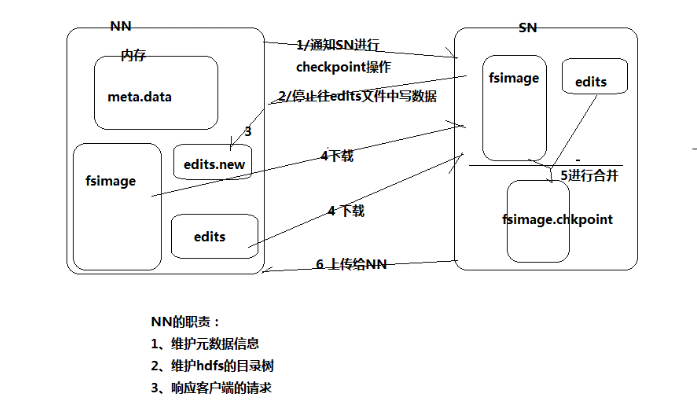 NN
SN
内存
meta.data
1/通知SN进行
checkpoint操作
fsimage
edits
2/停止往edits文件中写数据
3
edits.new
4下载
fsimage
5进行合并
edits
4 下载
fsimage.chkpoint
6 上传给NN
NN的职责：
1、维护元数据信息
2、维护hdfs的目录树
3、响应客户端的请求